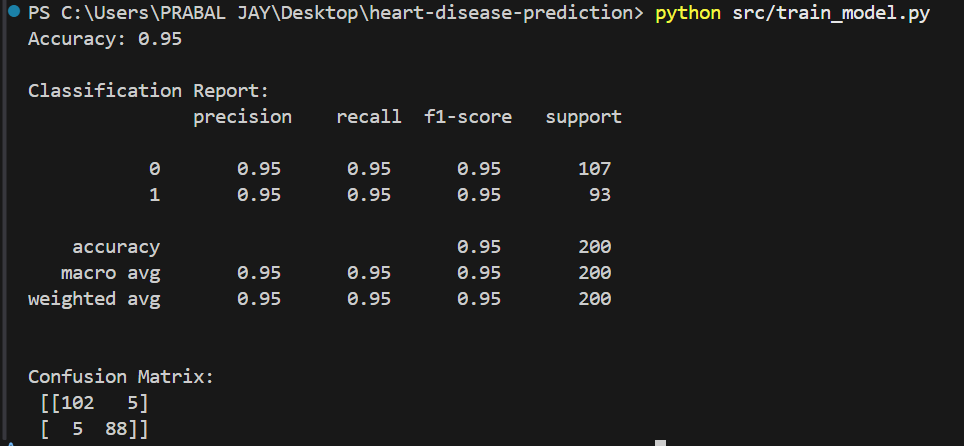 PS C:\Users\PRABAL JAY\Desktop\heart-disease-prediction> python src/train_model.py
Accuracy: 0.95
Classification Report:
precision recall f1-score support
0 0.95 0.95 0.95 107
1 0.95 0.95 0.95 93
accuracy 0.95 200
macro avg 0.95 0.95 0.95 200
weighted avg 0.95 0.95 0.95 200
Confusion Matrix:
[[102 5]
[ 5 88]]